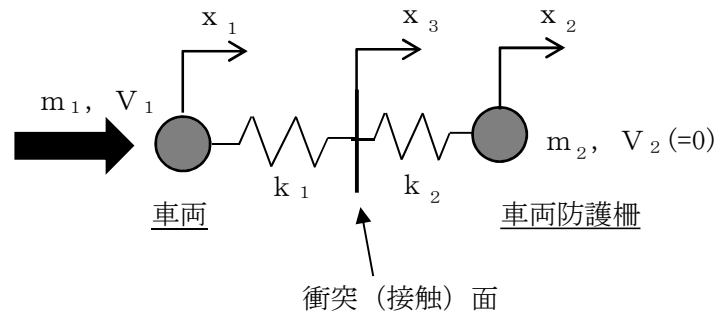 x 1
x 3
x 2
m 1， V 1
k 1
k 2
m 2， V 2 (=0)
車両
車両防護柵
衝突（接触）面